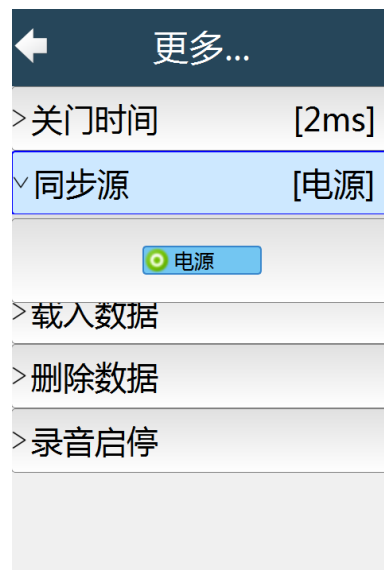 更多...
>关门时间 [2ms]
同步源 [电源]
电源
>载入数据
>删除数据
>录音启停